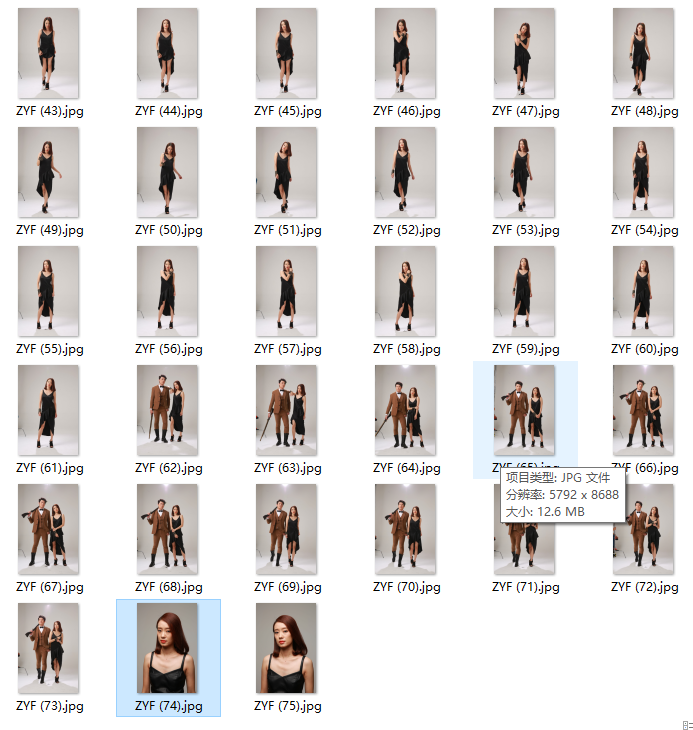 ZYF (43).jpg
ZYF (44).jpg
ZYF (45).jpg
ZYF (46).jpg
ZYF (47).jpg
ZYF (48).jpg
ZYF (49).jpg
ZYF (50).jpg
ZYF (51).jpg
ZYF (52).jpg
ZYF (53).jpg
ZYF (54).jpg
ZYF (55).jpg
ZYF (56).jpg
ZYF (57).jpg
ZYF (58).jpg
ZYF (59).jpg
ZYF (60).jpg
ZYF (61).jpg
ZYF (62).jpg
ZYF (63).jpg
ZYF (64).jpg
ZYF (65).jpg
ZYF (66).jpg
项目类型: JPG 文件
分辨率: 5792 x 8688
大小: 12.6 MB
ZYF (67).jpg
ZYF (68).jpg
ZYF (69).jpg
ZYF (70).jpg
ZYF (71).jpg
ZYF (72).jpg
ZYF (73).jpg
ZYF (74).jpg
ZYF (75).jpg